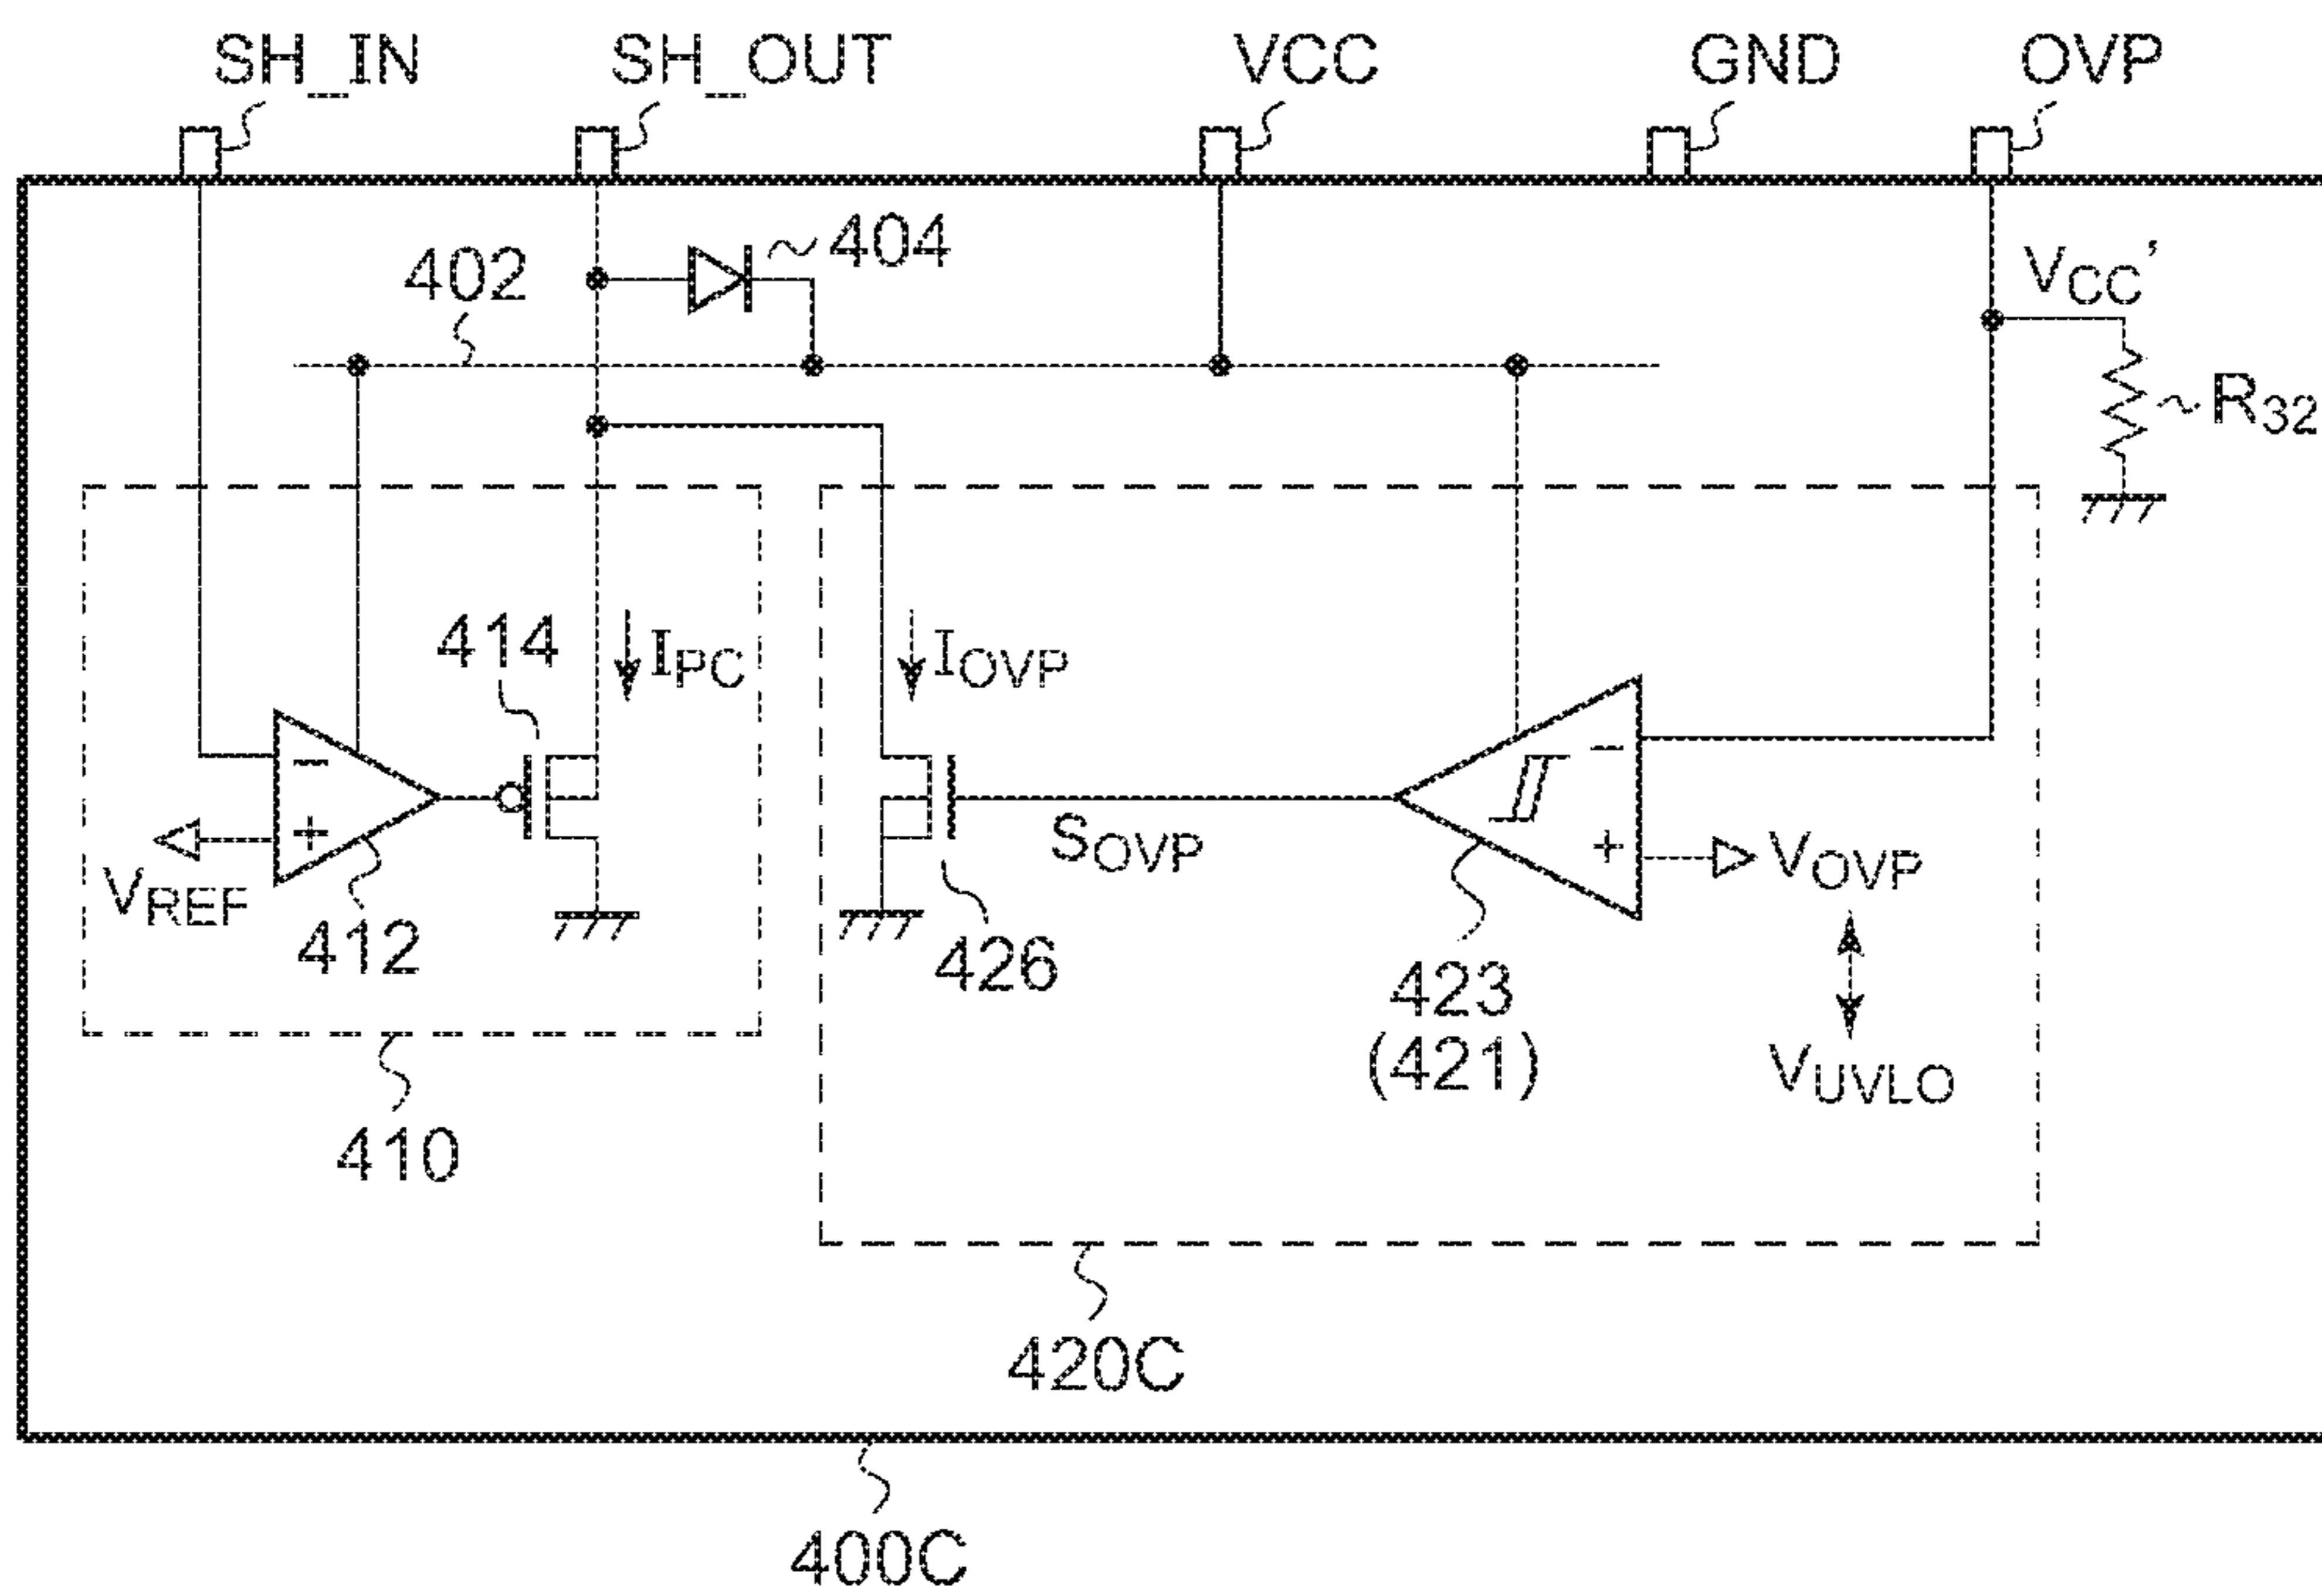 SH_IN SH_OUT VCC GND OVP
404
402
VCC'
R32
414
IPC
IOVP
−
+
VREF
412
SOVP
426
−
+
VOVP
423
(421)
VUVLO
410
420C
400C